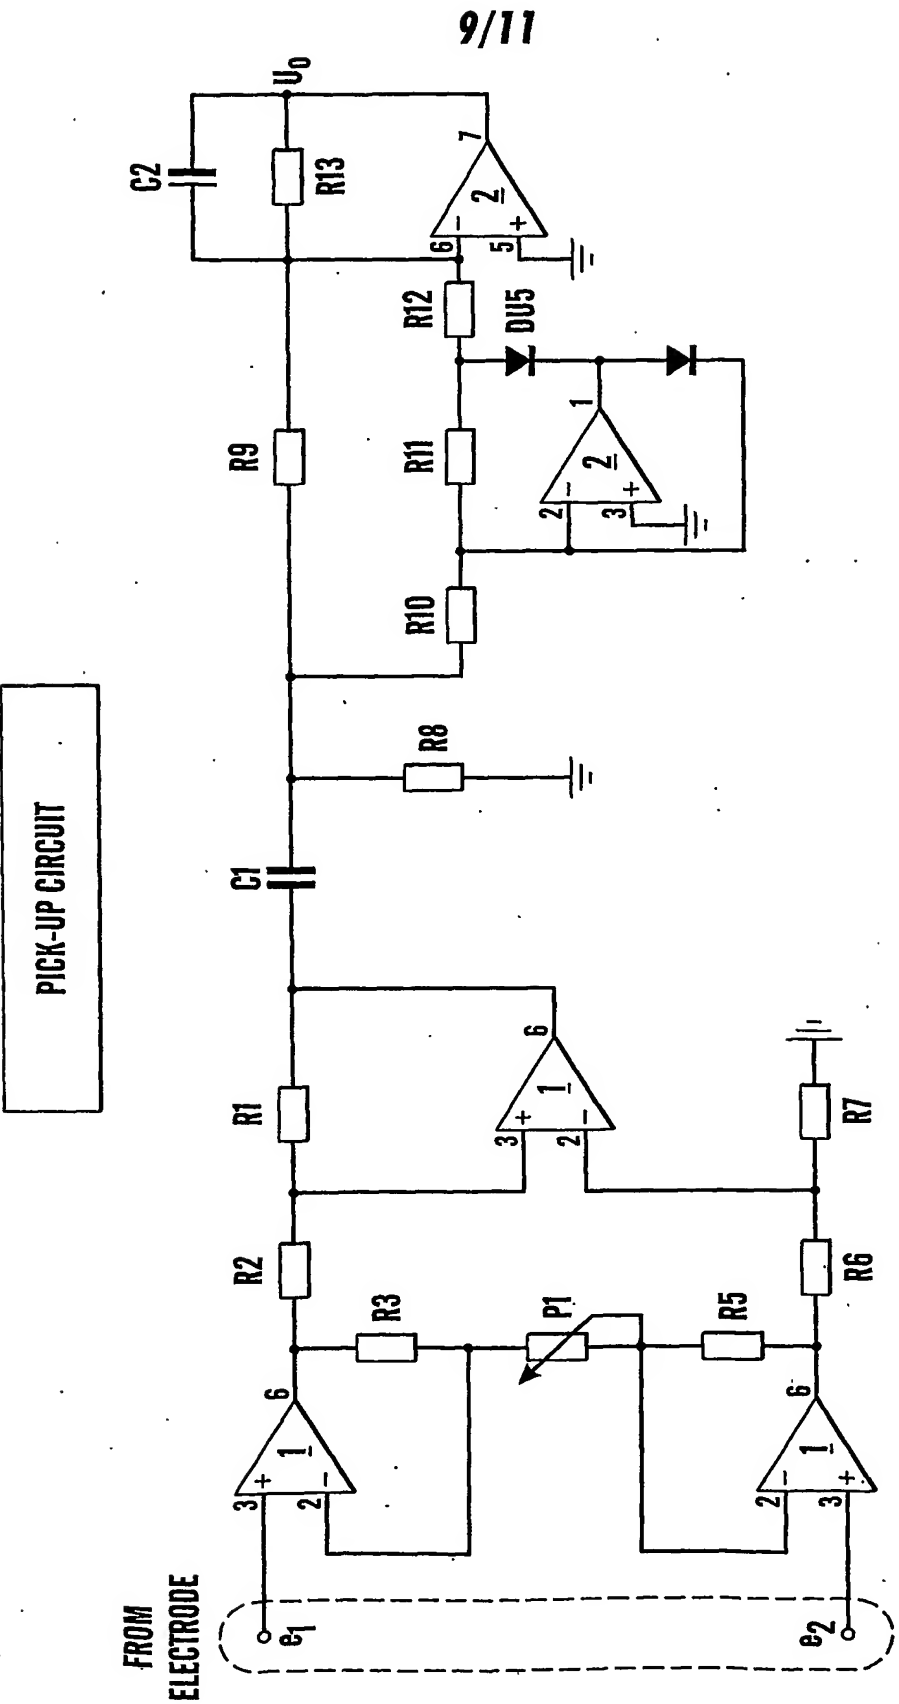 9/11
PICK-UP CIRCUIT
FROM
ELECTRODE
e1
e2
3
+
2
−
1
6
2
−
3
+
1
6
R3
P1
R5
R2
R6
R1
R7
3
+
2
−
1
6
C1
R8
R9
R10
R11
R12
2
−
3
+
2
1
DU5
6
−
5
+
2
7
C2
R13
U0